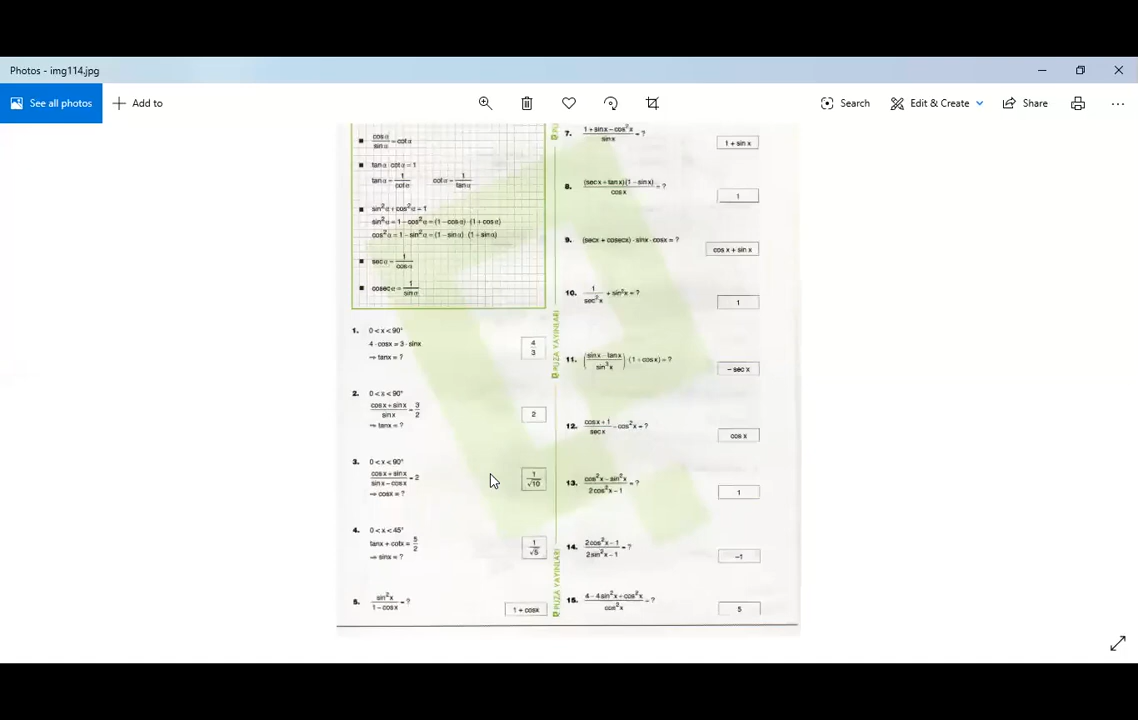 Photos - img114.jpg
See all photos
Add to
Search
Edit & Create
Share
cosα/sinα = cotα
tanα · cotα = 1
tanα = 1/cotα cotα = 1/tanα
sin²α + cos²α = 1
sin²α = 1 − cos²α = (1 − cosα) · (1 + cosα)
cos²α = 1 − sin²α = (1 − sinα) · (1 + sinα)
secα = 1/cosα
cosecα = 1/sinα
1. 0 < x < 90°
4 · cosx = 3 · sinx
⇒ tanx = ?
4/3
2. 0 < x < 90°
(cosx + sinx)/sinx = 3/2
⇒ tanx = ?
2
3. 0 < x < 90°
(cosx + sinx)/(sinx − cosx) = 2
⇒ cosx = ?
1/√10
4. 0 < x < 45°
tanx + cotx = 5/2
⇒ sinx = ?
1/√5
5. sin²x/(1 − cosx) = ?
1 + cosx
PUZA YAYINLARI
PUZA YAYINLARI
7. (1 + sinx − cos²x)/sinx = ?
1 + sin x
8. (secx + tanx)(1 − sinx)/cosx = ?
1
9. (secx + cosecx) · sinx · cosx = ?
cos x + sin x
10. 1/sec²x + sin²x = ?
1
11. ((sinx − tanx)/sin³x) · (1 + cosx) = ?
− sec x
12. (cosx + 1)/secx − cos²x = ?
cos x
13. (cos²x − sin²x)/(2cos²x − 1) = ?
1
14. (2cos²x − 1)/(2sin²x − 1) = ?
−1
15. (4 − 4sin²x + cos²x)/cos²x = ?
5